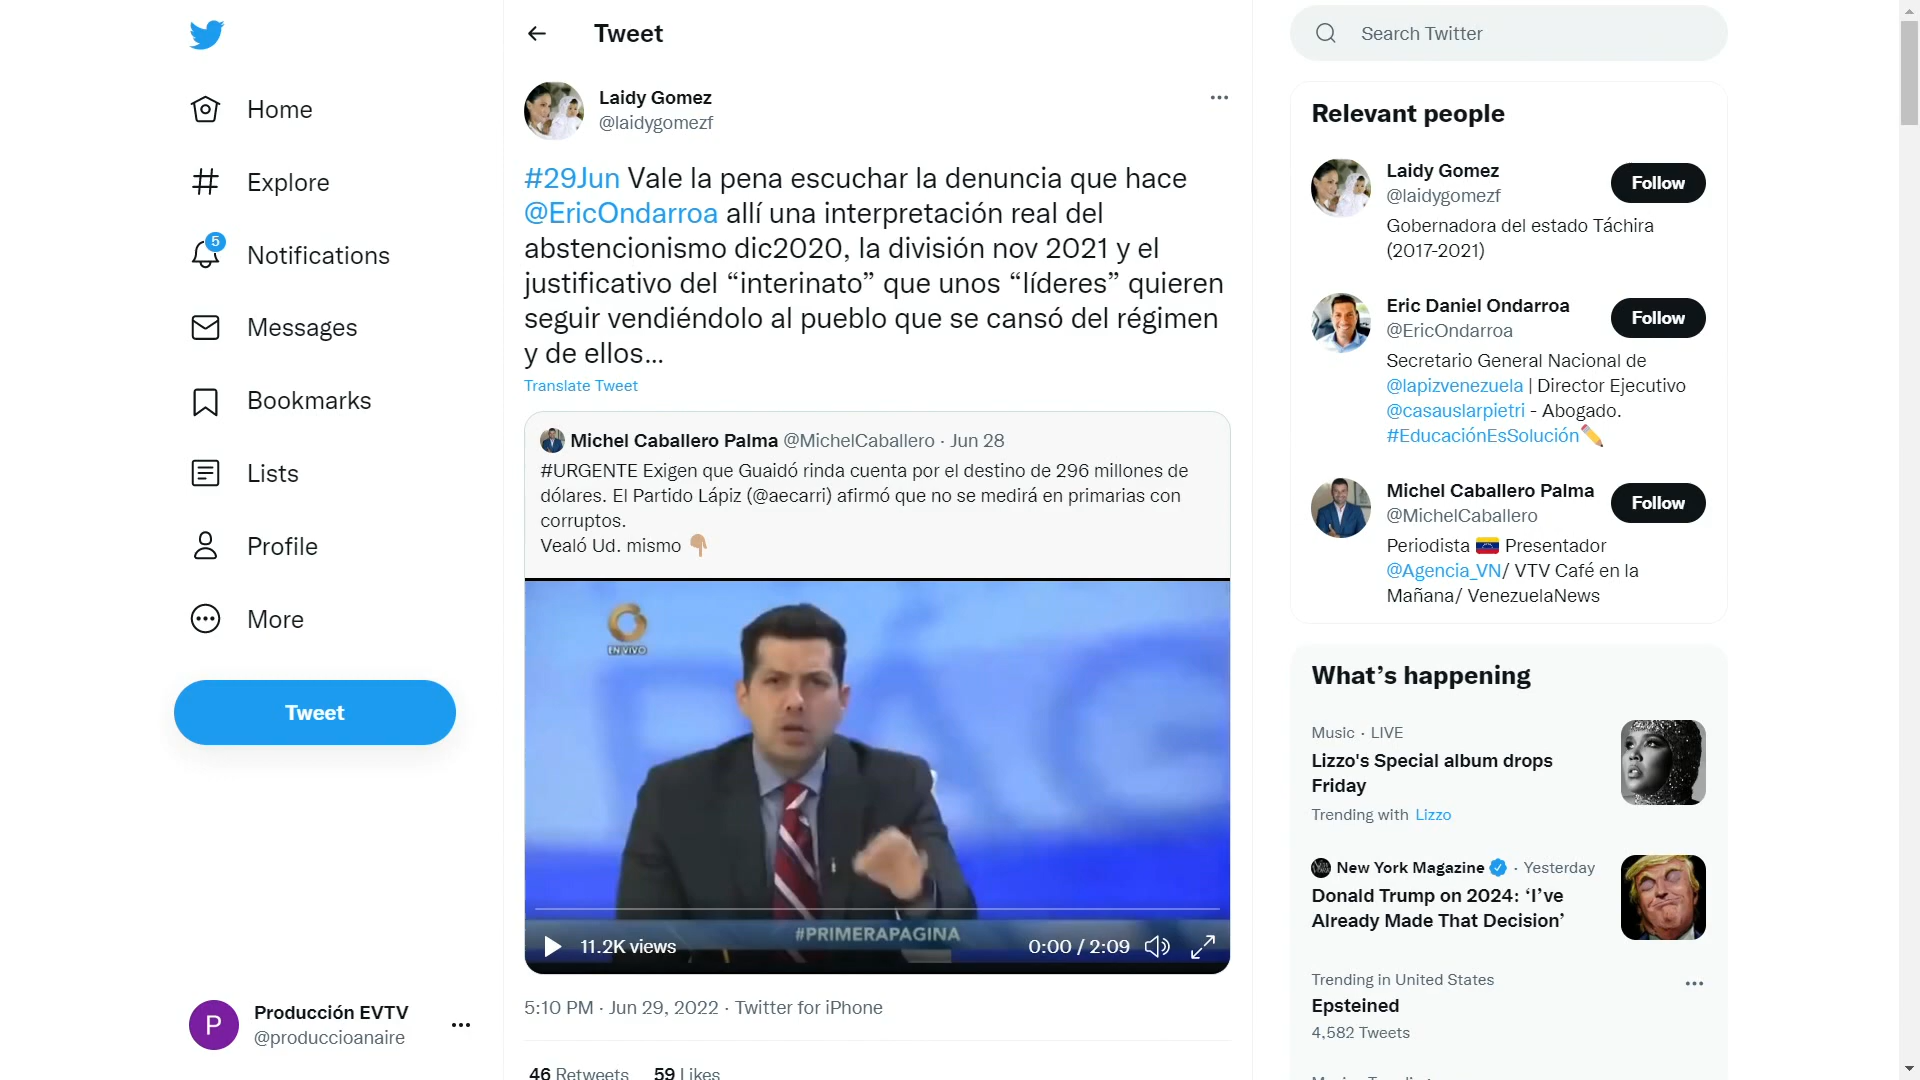 Tweet
Search Twitter
Home
Explore
5
Notifications
Messages
Bookmarks
Lists
Profile
More
Tweet
Producción EVTV
@produccioanaire
P
Laidy Gomez
@laidygomezf
#29Jun Vale la pena escuchar la denuncia que hace
@EricOndarroa allí una interpretación real del
abstencionismo dic2020, la división nov 2021 y el
justificativo del “interinato” que unos “líderes” quieren
seguir vendiéndolo al pueblo que se cansó del régimen
y de ellos...
Translate Tweet
Michel Caballero Palma @MichelCaballero · Jun 28
#URGENTE Exigen que Guaidó rinda cuenta por el destino de 296 millones de
dólares. El Partido Lápiz (@aecarri) afirmó que no se medirá en primarias con
corruptos.
Vealó Ud. mismo 👇🏽
EN VIVO
PAG
#PRIMERAPAGINA
11.2K views
0:00 / 2:09
5:10 PM · Jun 29, 2022 · Twitter for iPhone
46 Retweets 59 Likes
Relevant people
Laidy Gomez
@laidygomezf
Follow
Gobernadora del estado Táchira
(2017-2021)
Eric Daniel Ondarroa
@EricOndarroa
Follow
Secretario General Nacional de
@lapizvenezuela | Director Ejecutivo
@casauslarpietri - Abogado.
#EducaciónEsSolución✏️
Michel Caballero Palma
@MichelCaballero
Follow
Periodista 🇻🇪 Presentador
@Agencia_VN/ VTV Café en la
Mañana/ VenezuelaNews
What’s happening
Music · LIVE
Lizzo's Special album drops
Friday
Trending with Lizzo
New York Magazine · Yesterday
Donald Trump on 2024: ‘I’ve
Already Made That Decision’
Trending in United States
Epsteined
4,582 Tweets